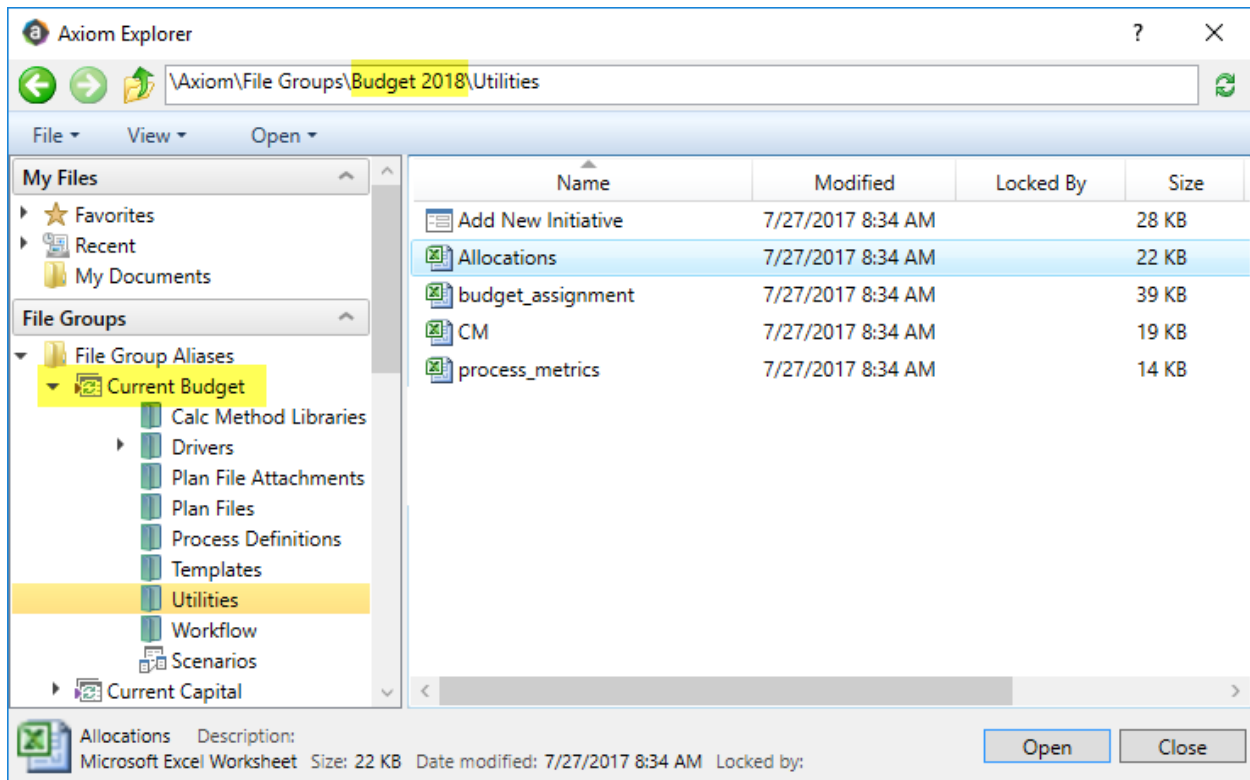 Axiom Explorer ?
\Axiom\File Groups\Budget 2018\Utilities
File View Open
My Files
Favorites
Recent
My Documents
File Groups
File Group Aliases
Current Budget
Calc Method Libraries
Drivers
Plan File Attachments
Plan Files
Process Definitions
Templates
Utilities
Workflow
Scenarios
Current Capital
Name Modified Locked By Size
Add New Initiative 7/27/2017 8:34 AM 28 KB
Allocations 7/27/2017 8:34 AM 22 KB
budget_assignment 7/27/2017 8:34 AM 39 KB
CM 7/27/2017 8:34 AM 19 KB
process_metrics 7/27/2017 8:34 AM 14 KB
Allocations Description:
Microsoft Excel Worksheet Size: 22 KB Date modified: 7/27/2017 8:34 AM Locked by:
Open Close